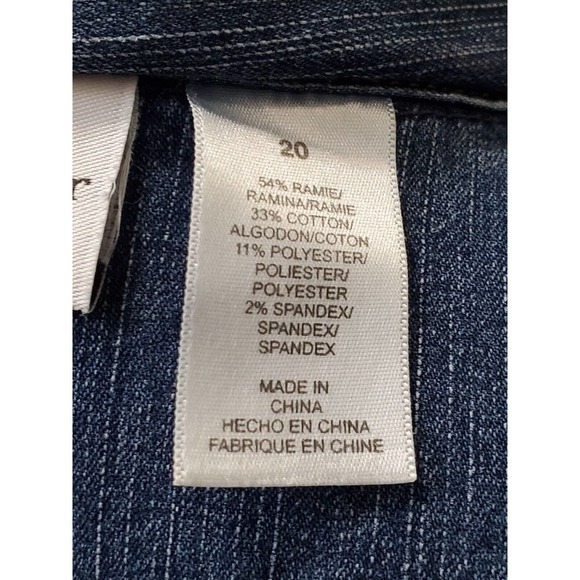 20
54% RAMIE/
RAMINA/RAMIE
33% COTTON/
ALGODON/COTON
11% POLYESTER/
POLIESTER/
POLYESTER
2% SPANDEX/
SPANDEX/
SPANDEX
MADE IN
CHINA
HECHO EN CHINA
FABRIQUE EN CHINE